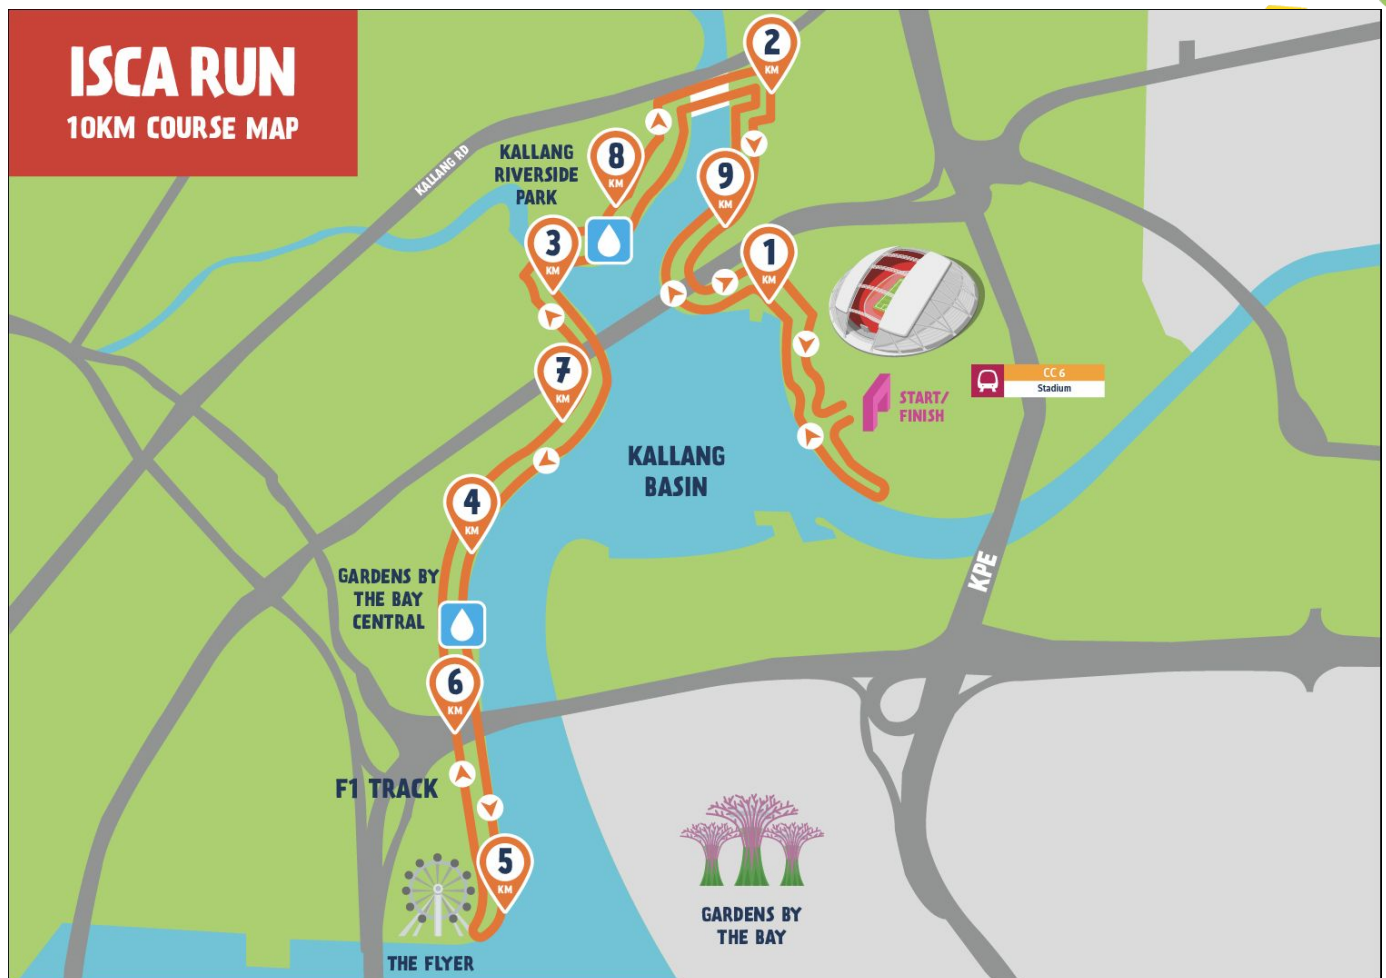 ISCA RUN
10KM COURSE MAP
2
KM
KALLANG RD
KALLANG
RIVERSIDE
PARK
8
KM
9
KM
3
KM
1
KM
7
4
KM
START/
FINISH
CC 6
Stadium
KALLANG
BASIN
KPE
GARDENS BY
THE BAY
CENTRAL
6
KM
F1 TRACK
5
KM
THE FLYER
GARDENS BY
THE BAY